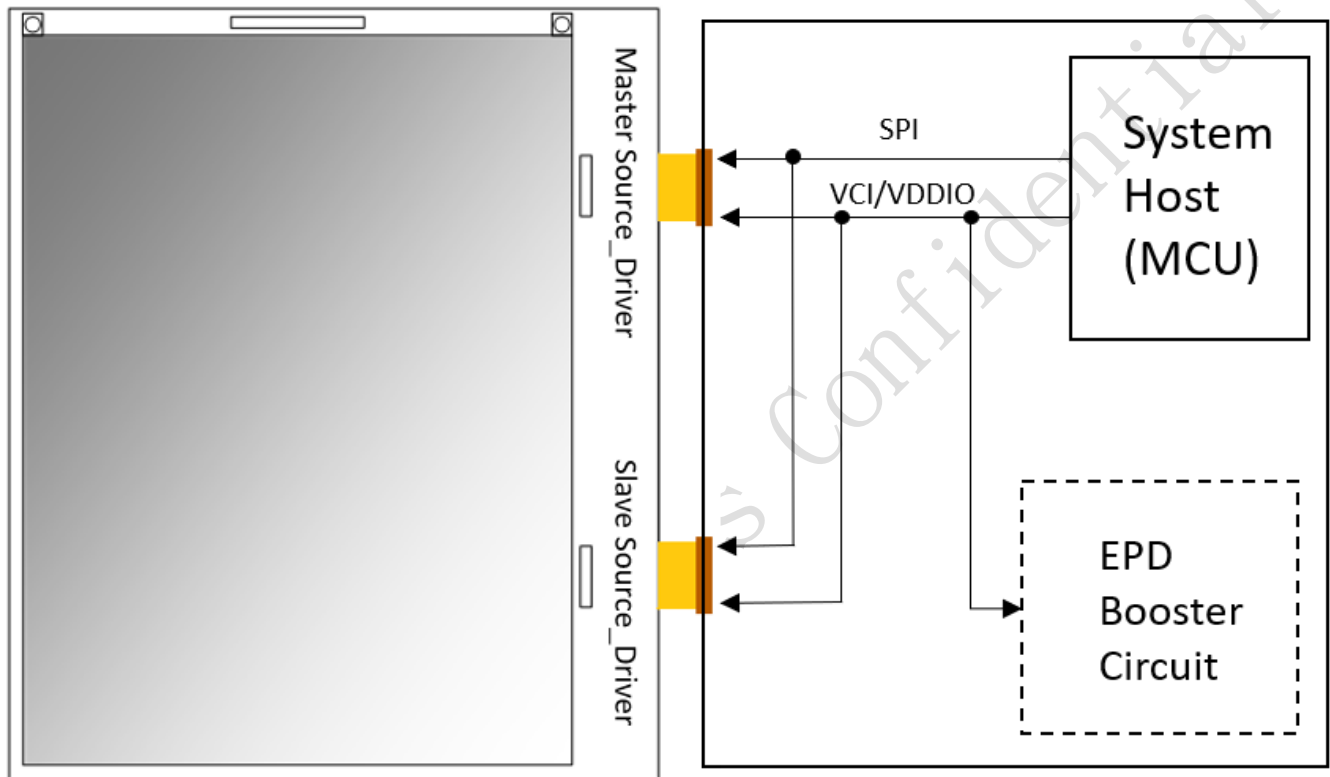 Master Source_Driver
Slave Source_Driver
SPI
VCI/VDDIO
System
Host
(MCU)
EPD
Booster
Circuit
s Confidential